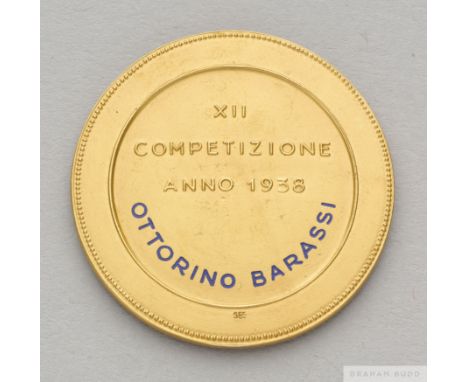 XII
COMPETIZIONE
ANNO 1938
OTTORINO BARASSI
GRAHAM BUDD